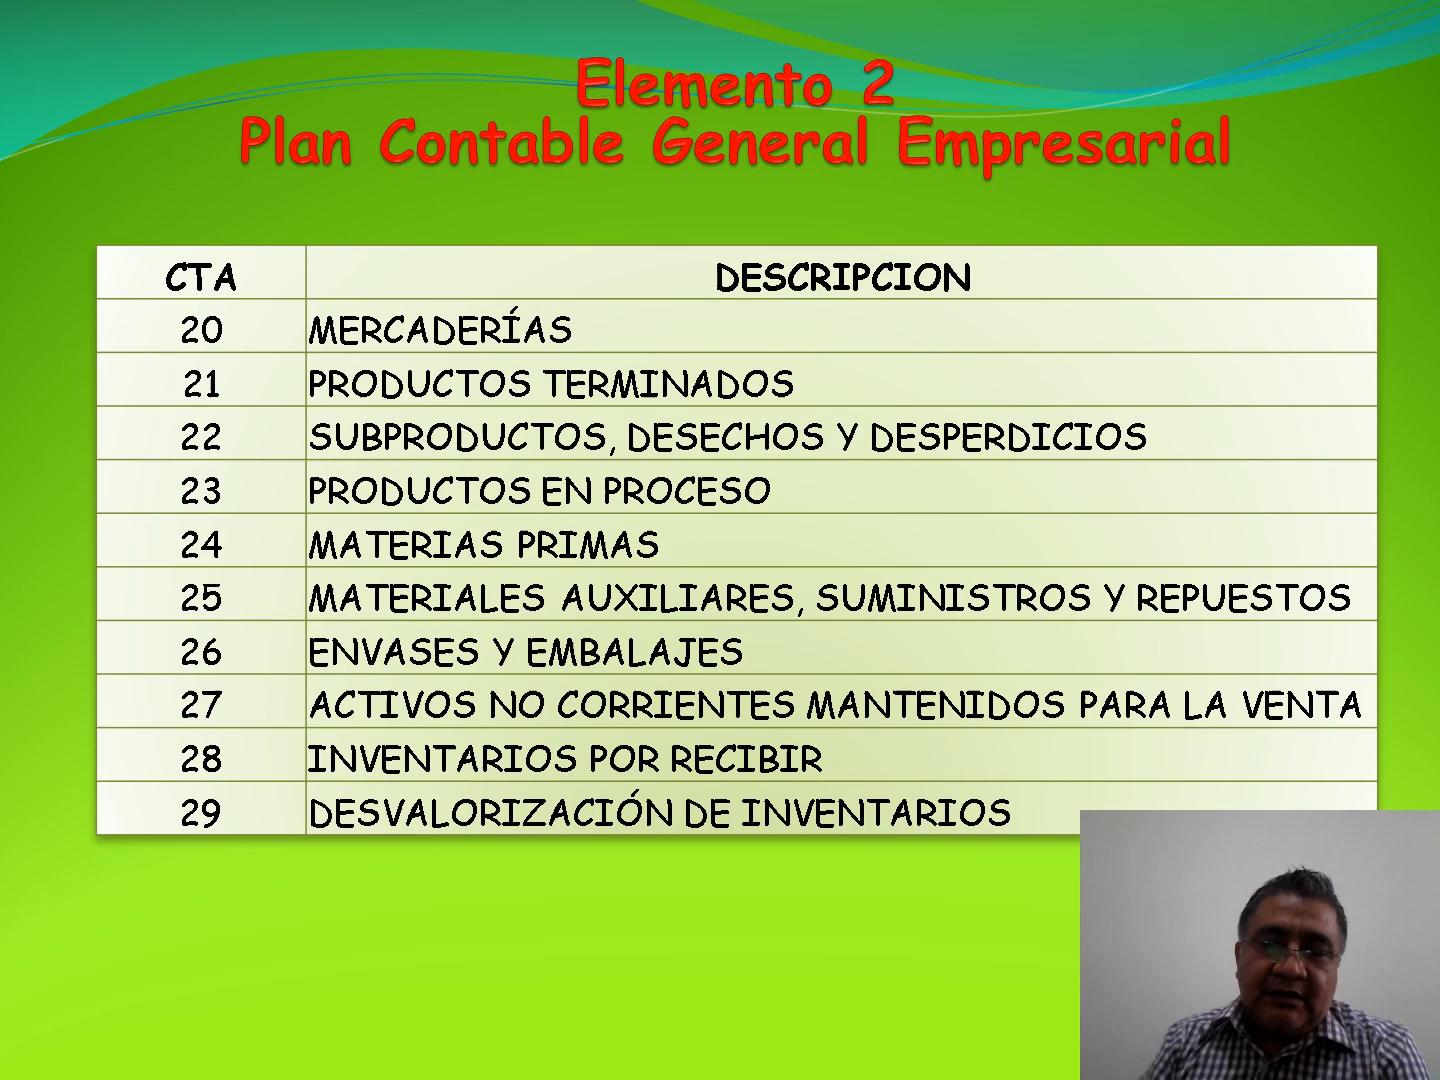 Elemento 2
Plan Contable General Empresarial
CTA DESCRIPCION
20 MERCADERÍAS
21 PRODUCTOS TERMINADOS
22 SUBPRODUCTOS, DESECHOS Y DESPERDICIOS
23 PRODUCTOS EN PROCESO
24 MATERIAS PRIMAS
25 MATERIALES AUXILIARES, SUMINISTROS Y REPUESTOS
26 ENVASES Y EMBALAJES
27 ACTIVOS NO CORRIENTES MANTENIDOS PARA LA VENTA
28 INVENTARIOS POR RECIBIR
29 DESVALORIZACIÓN DE INVENTARIOS